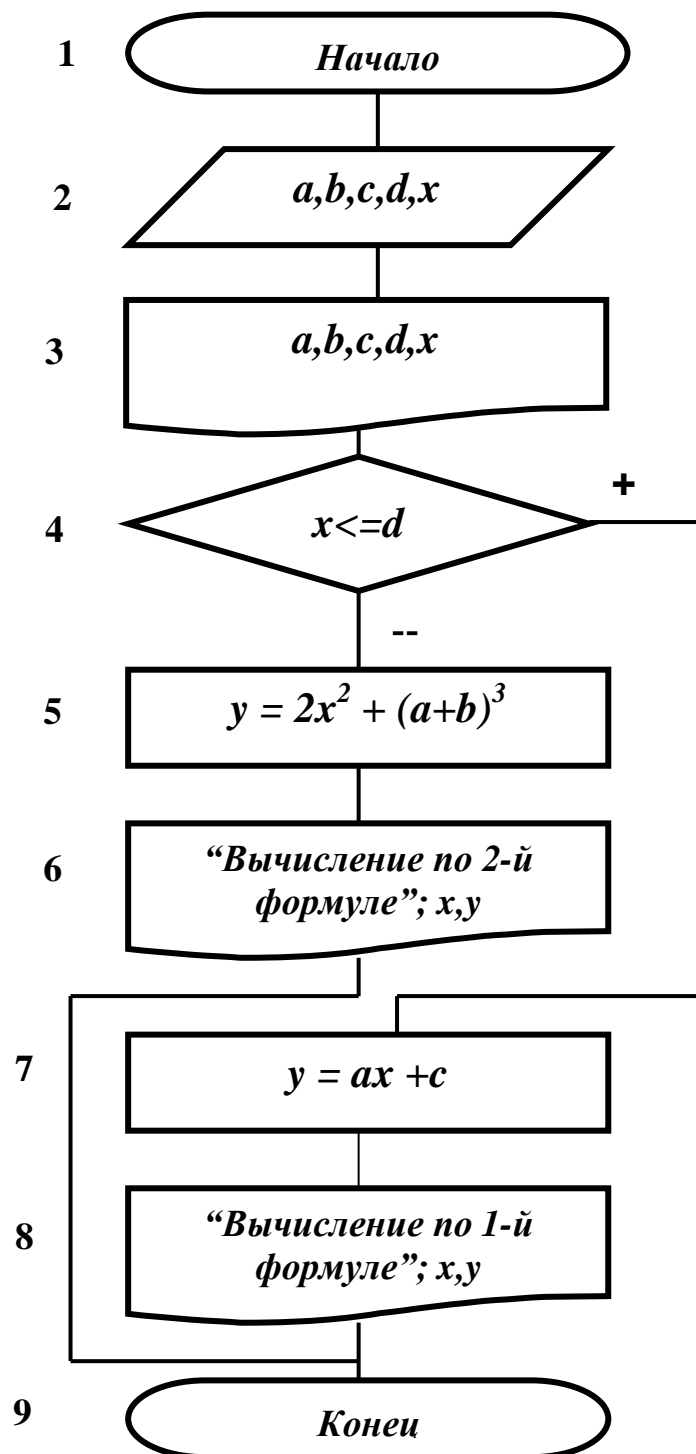 1 Начало
2 a,b,c,d,x
3 a,b,c,d,x
+
4 x<=d
--
5 y = 2x² + (a+b)³
6 “Вычисление по 2-й
формуле”; x,y
7 y = ax +c
8 “Вычисление по 1-й
формуле”; x,y
9 Конец